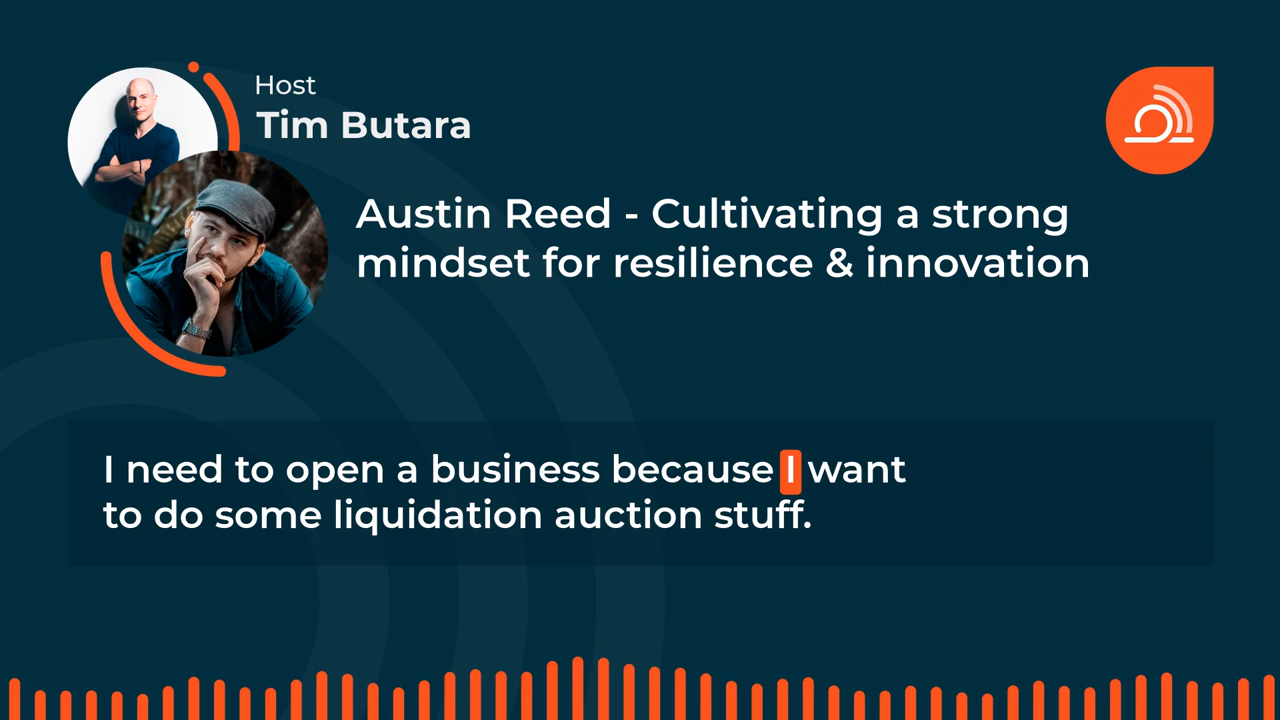 Host
Tim Butara
Austin Reed - Cultivating a strong
mindset for resilience & innovation
I need to open a business because I want
to do some liquidation auction stuff.